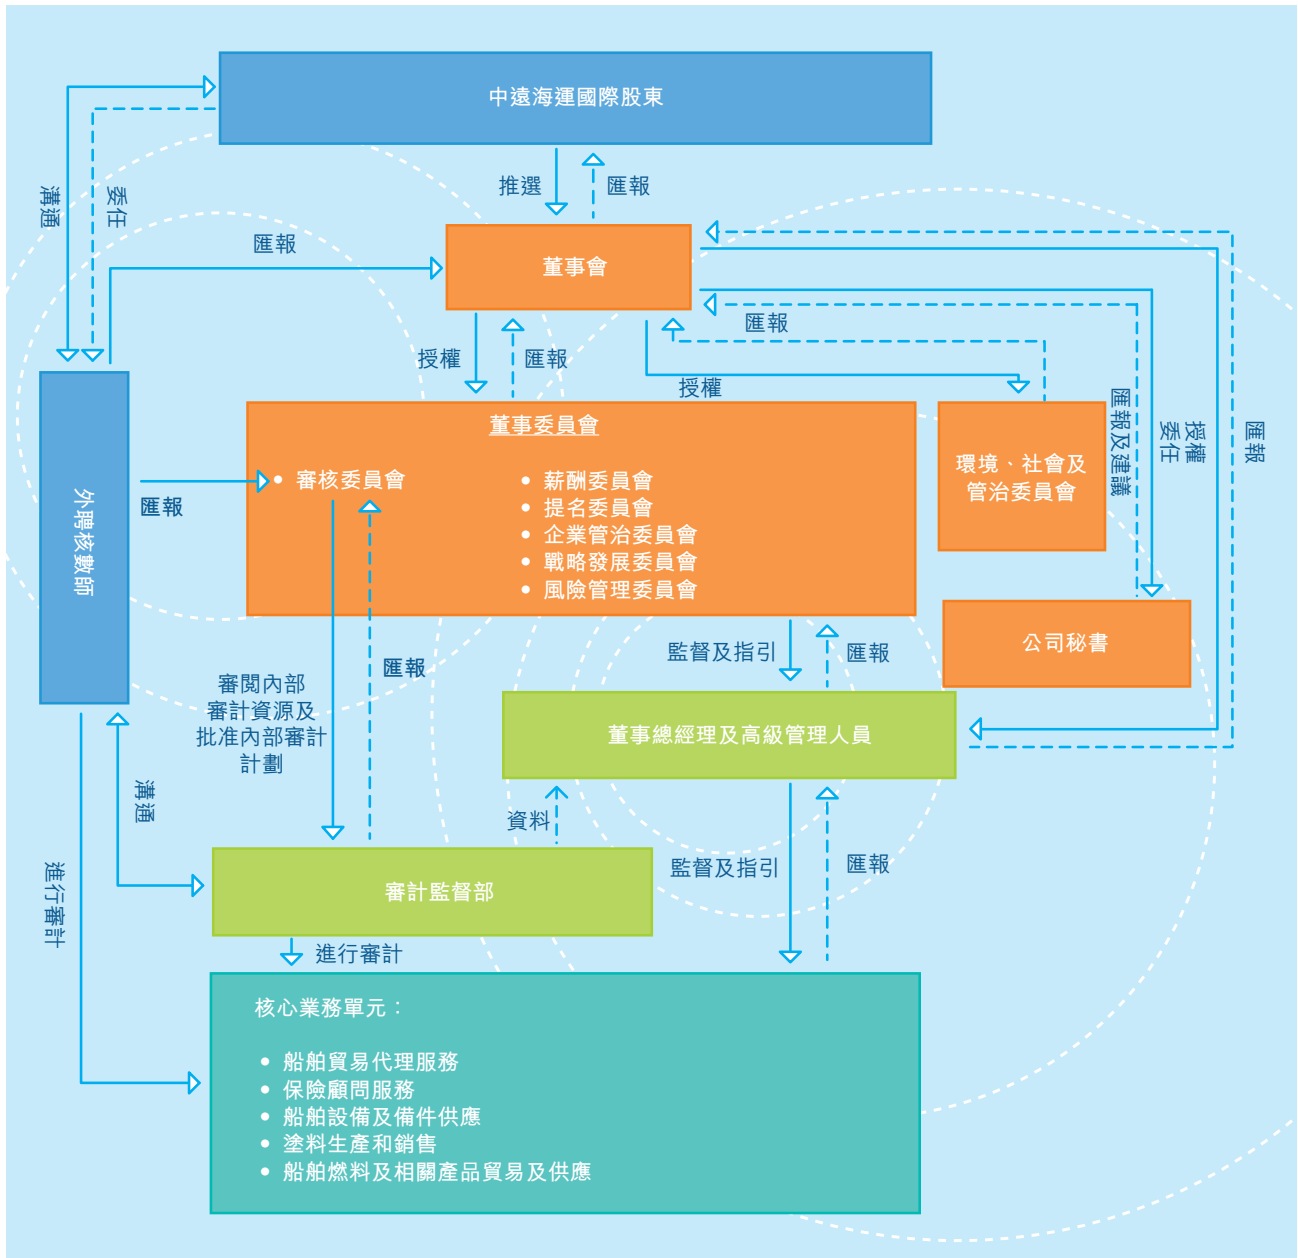 中遠海運國際股東
溝通
委任
推選
匯報
匯報
董事會
授權
匯報
匯報
授權
匯報及建議
授權
委任
匯報
外聘核數師
匯報
董事委員會
• 審核委員會
• 薪酬委員會
• 提名委員會
• 企業管治委員會
• 戰略發展委員會
• 風險管理委員會
環境、社會及
管治委員會
公司秘書
審閱內部
審計資源及
批准內部審計
計劃
匯報
監督及指引
匯報
董事總經理及高級管理人員
溝通
資料
進行審計
審計監督部
監督及指引
匯報
進行審計
核心業務單元：
• 船舶貿易代理服務
• 保險顧問服務
• 船舶設備及備件供應
• 塗料生產和銷售
• 船舶燃料及相關產品貿易及供應